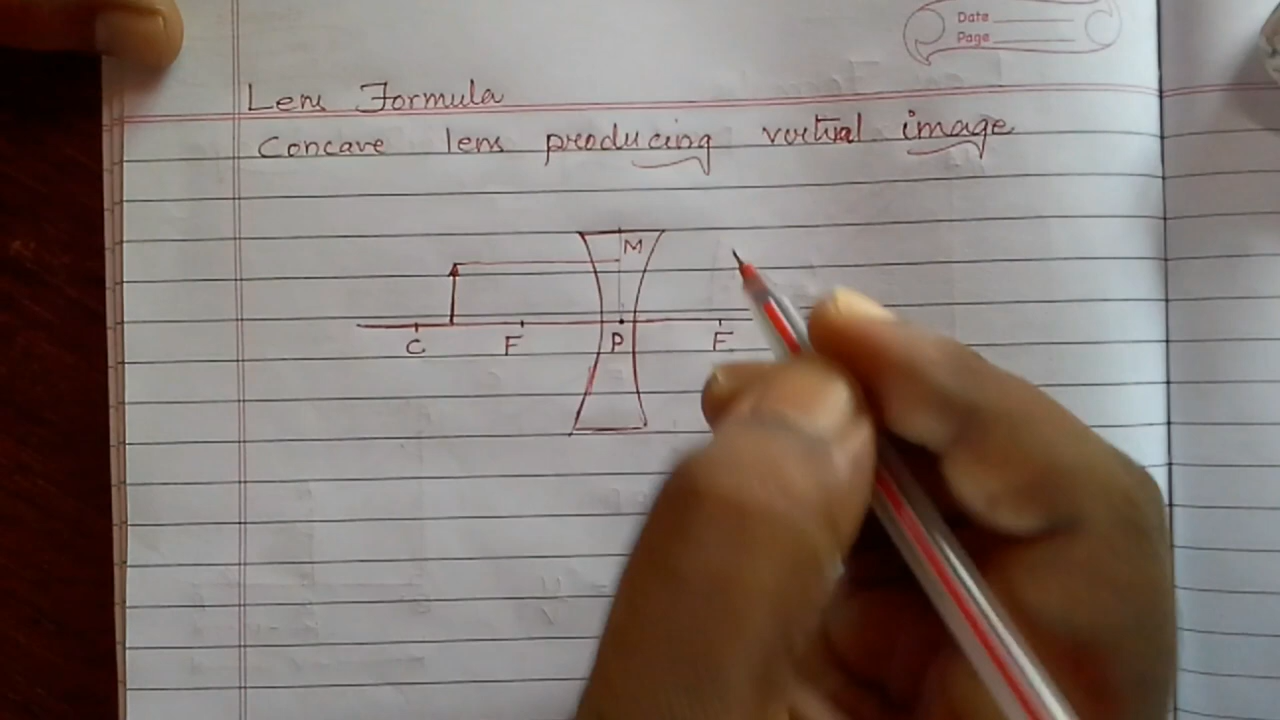 Date
Page
Lens Formula
Concave lens producing virtual image
M
C F P F